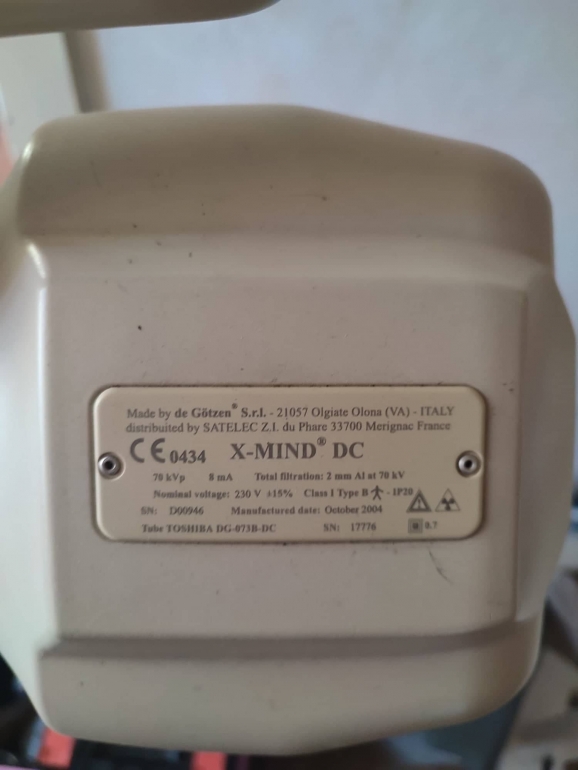 Made by de Götzen® S.r.l. - 21057 Olgiate Olona (VA) - ITALY
distribuited by SATELEC Z.I. du Phare 33700 Merignac France
CE 0434 X-MIND® DC
70 kVp 8 mA Total filtration: 2 mm Al at 70 kV
Nominal voltage: 230 V ±15% Class I Type B - IP20
SN: D00946 Manufactured date: October 2004
Tube TOSHIBA DG-073B-DC SN: 17776 0.7